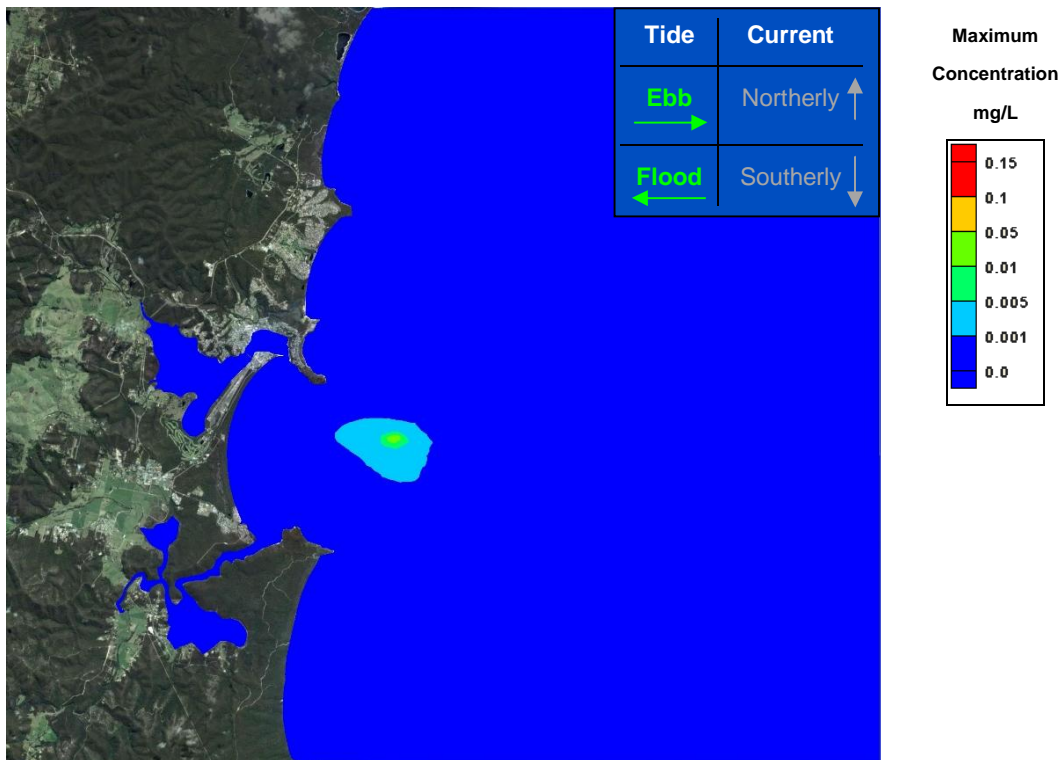 Tide Current
Ebb Northerly
Flood Southerly
Maximum
Concentration
mg/L
0.15
0.1
0.05
0.01
0.005
0.001
0.0